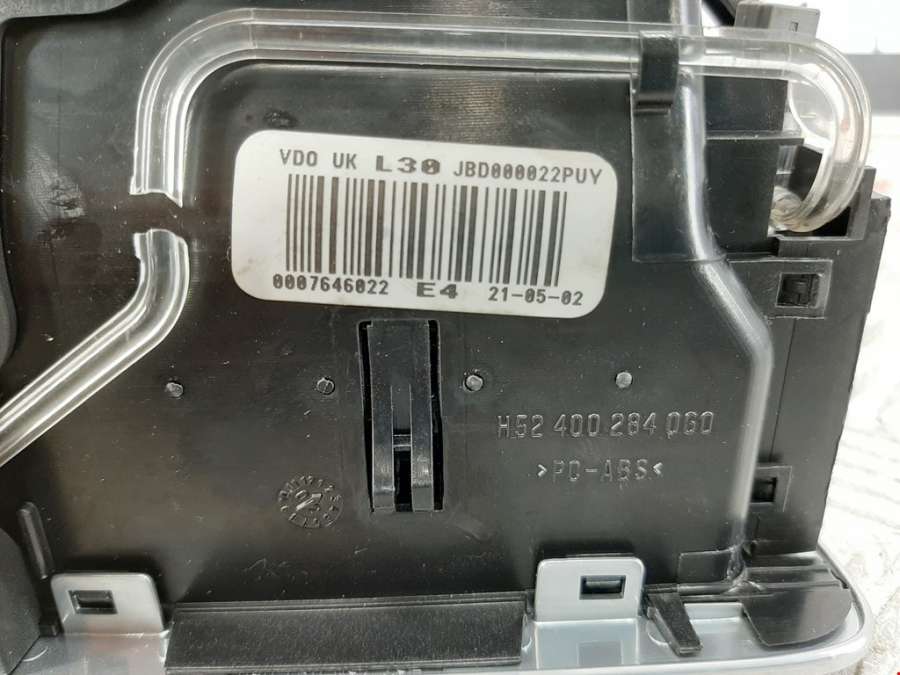 VDO UK L30 JBD000022PUY
0007646022 E4 21-05-02
H52 400 284 060
>PC-ABS<